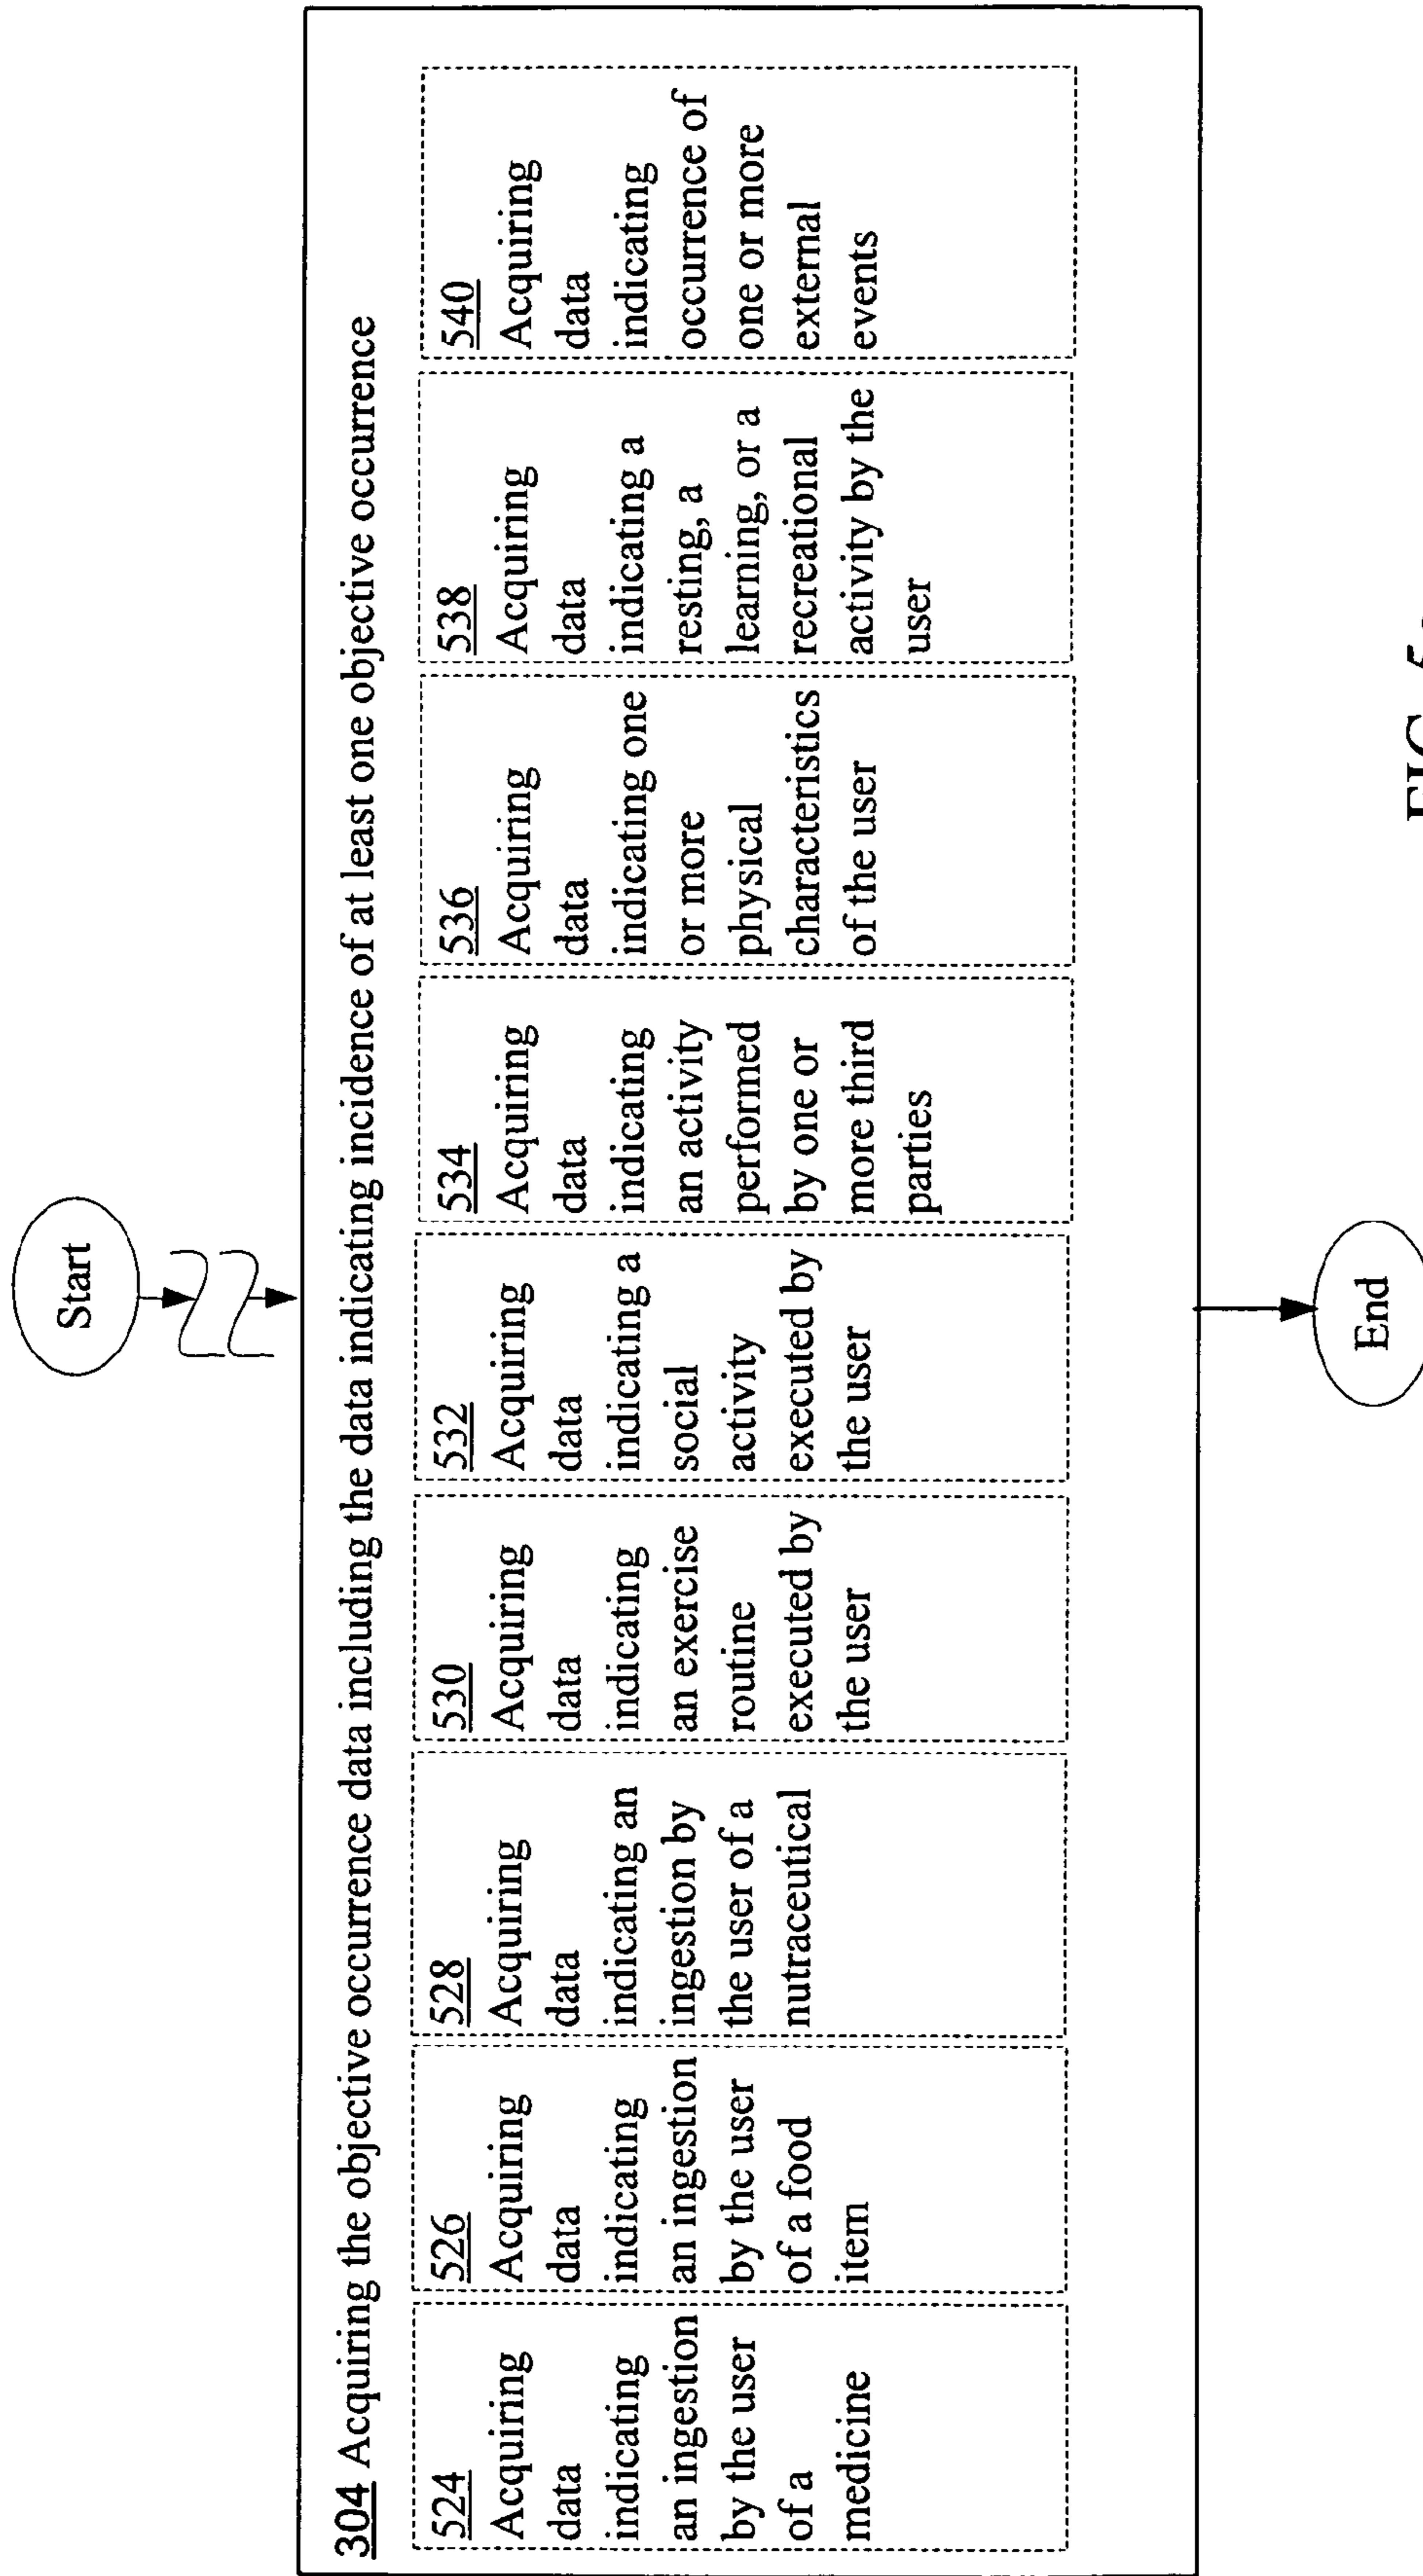 Start
304 Acquiring the objective occurrence data including the data indicating incidence of at least one objective occurrence
524
Acquiring
data
indicating
an ingestion
by the user
of a
medicine
526
Acquiring
data
indicating
an ingestion
by the user
of a food
item
528
Acquiring
data
indicating an
ingestion by
the user of a
nutraceutical
530
Acquiring
data
indicating
an exercise
routine
executed by
the user
532
Acquiring
data
indicating a
social
activity
executed by
the user
534
Acquiring
data
indicating
an activity
performed
by one or
more third
parties
536
Acquiring
data
indicating one
or more
physical
characteristics
of the user
538
Acquiring
data
indicating a
resting, a
learning, or a
recreational
activity by the
user
540
Acquiring
data
indicating
occurrence of
one or more
external
events
End
FIG.